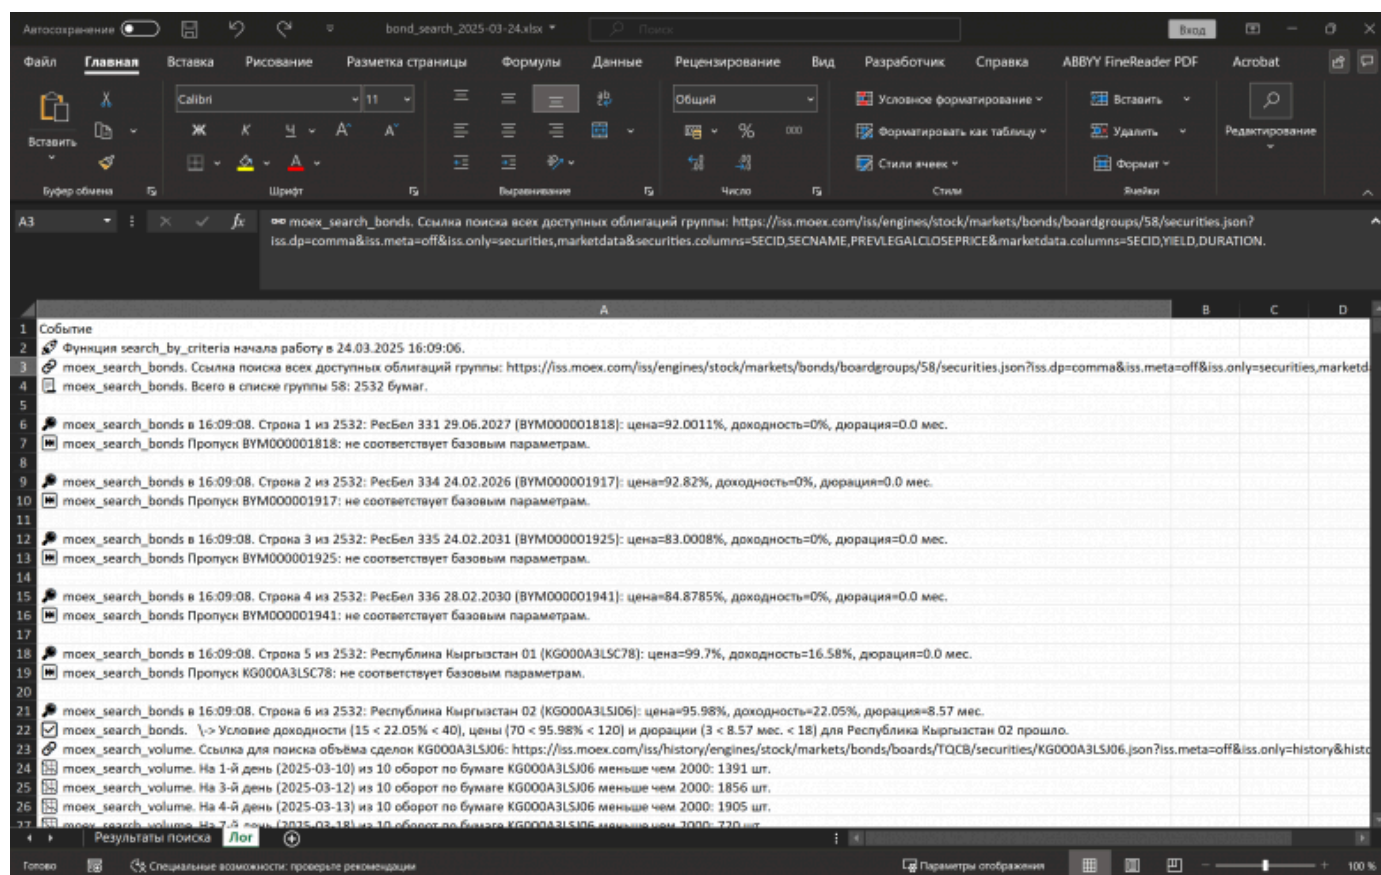 Автосохранение
bond_search_2025-03-24.xlsx
Поиск
Вход
Файл Главная Вставка Рисование Разметка страницы Формулы Данные Рецензирование Вид Разработчик Справка ABBYY FineReader PDF Acrobat
Calibri 11 Общий
Условное форматирование
Вставить
Вставить
Ж К Ч % 000
Форматировать как таблицу
Удалить
Редактирование
Стили ячеек
Формат
Буфер обмена Шрифт Выравнивание Число Стили Ячейки
A3 fx moex_search_bonds. Ссылка поиска всех доступных облигаций группы: https://iss.moex.com/iss/engines/stock/markets/bonds/boardgroups/58/securities.json?
iss.dp=comma&iss.meta=off&iss.only=securities,marketdata&securities.columns=SECID,SECNAME,PREVLEGALCLOSEPRICE&marketdata.columns=SECID,YIELD,DURATION.
A B C D
1 Событие
2 Функция search_by_criteria начала работу в 24.03.2025 16:09:06.
3 moex_search_bonds. Ссылка поиска всех доступных облигаций группы: https://iss.moex.com/iss/engines/stock/markets/bonds/boardgroups/58/securities.json?iss.dp=comma&iss.meta=off&iss.only=securities,marketd
4 moex_search_bonds. Всего в списке группы 58: 2532 бумаг.
5
6 moex_search_bonds в 16:09:08. Строка 1 из 2532: РесБел 331 29.06.2027 (BYM000001818): цена=92.0011%, доходность=0%, дюрация=0.0 мес.
7 moex_search_bonds Пропуск BYM000001818: не соответствует базовым параметрам.
8
9 moex_search_bonds в 16:09:08. Строка 2 из 2532: РесБел 334 24.02.2026 (BYM000001917): цена=92.82%, доходность=0%, дюрация=0.0 мес.
10 moex_search_bonds Пропуск BYM000001917: не соответствует базовым параметрам.
11
12 moex_search_bonds в 16:09:08. Строка 3 из 2532: РесБел 335 24.02.2031 (BYM000001925): цена=83.0008%, доходность=0%, дюрация=0.0 мес.
13 moex_search_bonds Пропуск BYM000001925: не соответствует базовым параметрам.
14
15 moex_search_bonds в 16:09:08. Строка 4 из 2532: РесБел 336 28.02.2030 (BYM000001941): цена=84.8785%, доходность=0%, дюрация=0.0 мес.
16 moex_search_bonds Пропуск BYM000001941: не соответствует базовым параметрам.
17
18 moex_search_bonds в 16:09:08. Строка 5 из 2532: Республика Кыргызстан 01 (KG000A3LSC78): цена=99.7%, доходность=16.58%, дюрация=0.0 мес.
19 moex_search_bonds Пропуск KG000A3LSC78: не соответствует базовым параметрам.
20
21 moex_search_bonds в 16:09:08. Строка 6 из 2532: Республика Кыргызстан 02 (KG000A3LSJ06): цена=95.98%, доходность=22.05%, дюрация=8.57 мес.
22 moex_search_bonds. \-> Условие доходности (15 < 22.05% < 40), цены (70 < 95.98% < 120) и дюрации (3 < 8.57 мес. < 18) для Республика Кыргызстан 02 прошло.
23 moex_search_volume. Ссылка для поиска объёма сделок KG000A3LSJ06: https://iss.moex.com/iss/history/engines/stock/markets/bonds/boards/TQCB/securities/KG000A3LSJ06.json?iss.meta=off&iss.only=history&histo
24 moex_search_volume. На 1-й день (2025-03-10) из 10 оборот по бумаге KG000A3LSJ06 меньше чем 2000: 1391 шт.
25 moex_search_volume. На 3-й день (2025-03-12) из 10 оборот по бумаге KG000A3LSJ06 меньше чем 2000: 1856 шт.
26 moex_search_volume. На 4-й день (2025-03-13) из 10 оборот по бумаге KG000A3LSJ06 меньше чем 2000: 1905 шт.
27 moex_search_volume. На 7-й день (2025-03-18) из 10 оборот по бумаге KG000A3LSJ06 меньше чем 2000: 720 шт.
Результаты поиска Лог
Готово Специальные возможности: проверьте рекомендации Параметры отображения 100 %